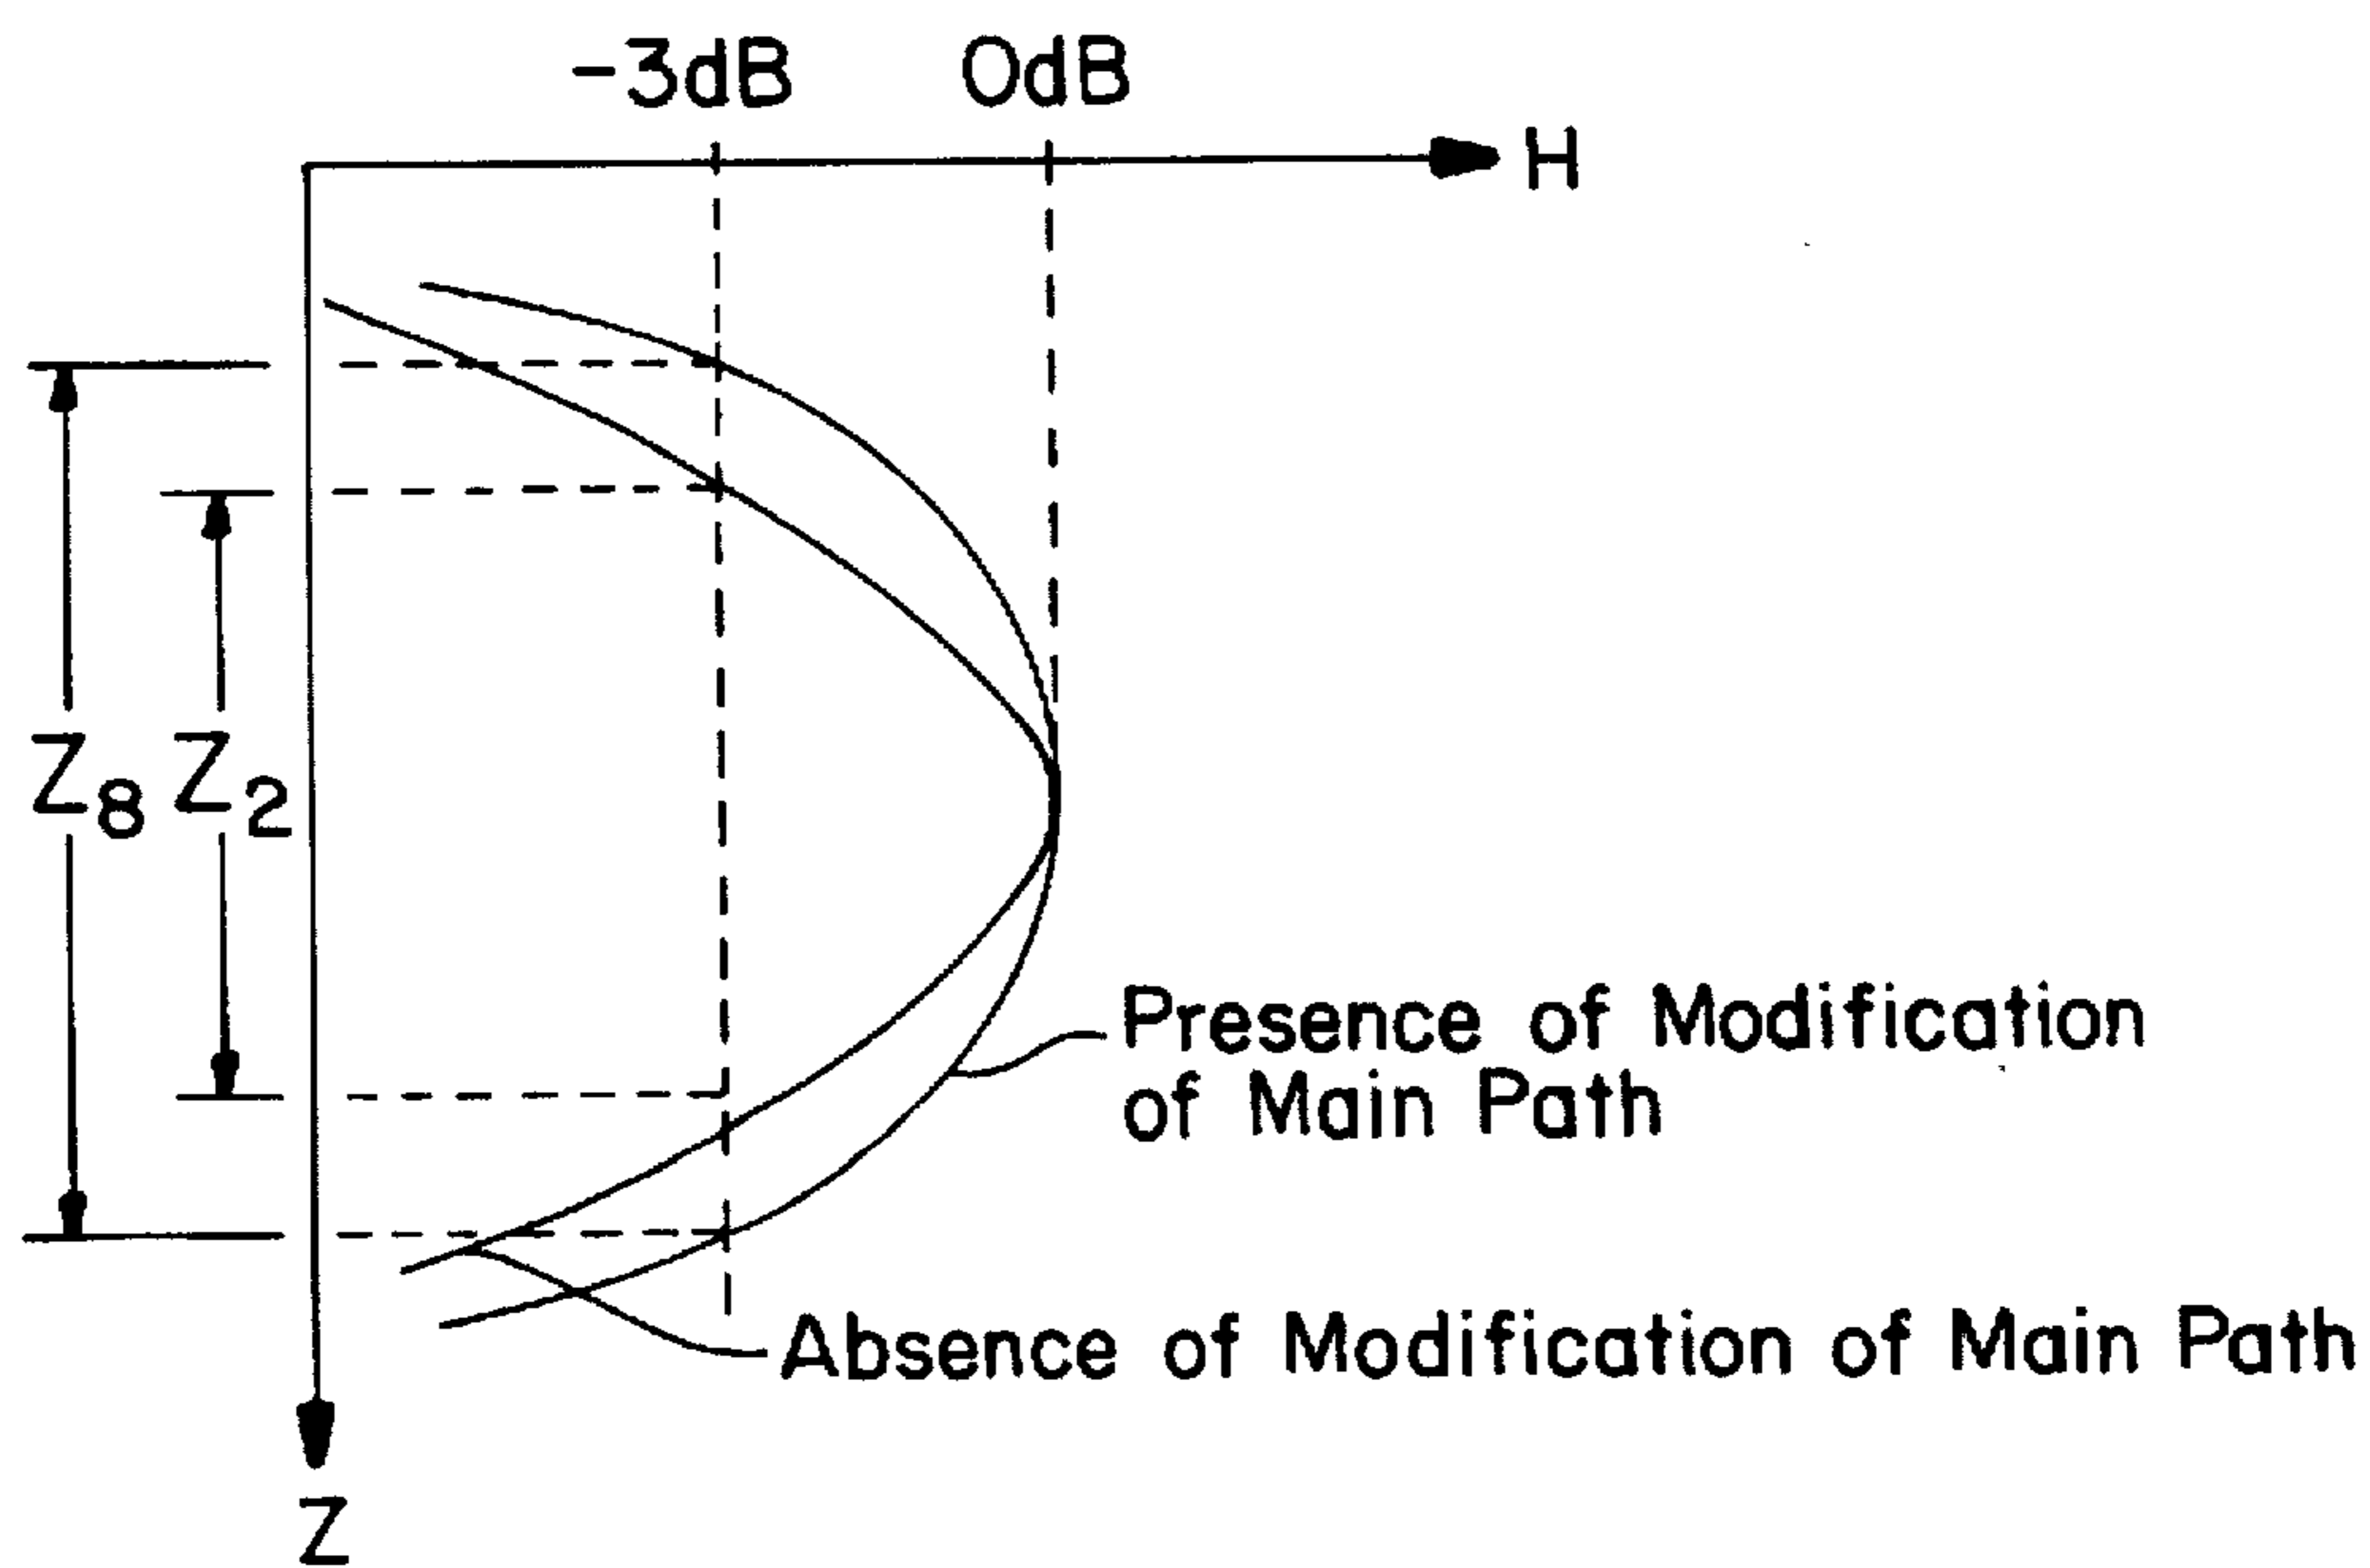 -3dB 0dB
H
Z8 Z2
Presence of Modification
of Main Path
Absence of Modification of Main Path
Z